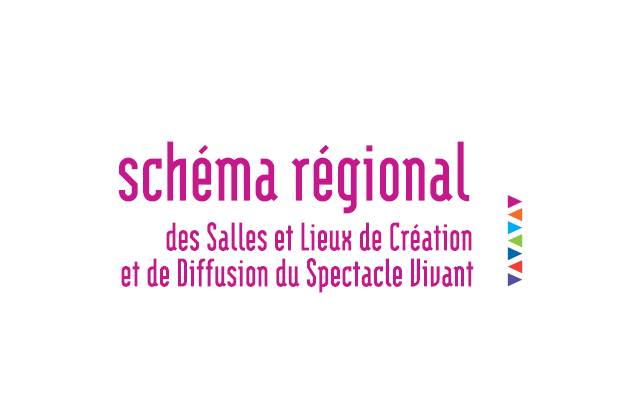 schéma régional
des Salles et Lieux de Création
et de Diffusion du Spectacle Vivant